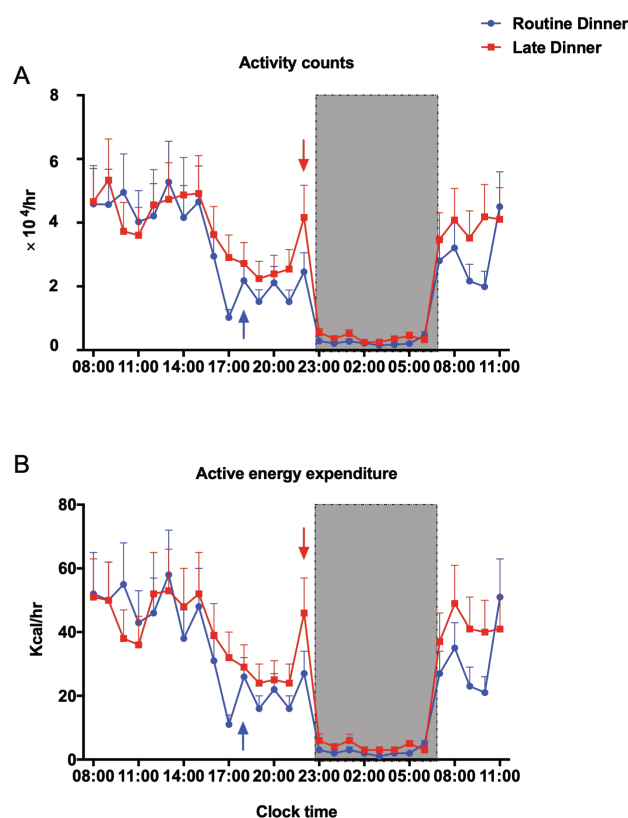 Routine Dinner
Late Dinner
A
Activity counts
× 10⁴/hr
8
6
4
2
0
08:00 11:00 14:00 17:00 20:00 23:00 02:00 05:00 08:00 11:00
B
Active energy expenditure
Kcal/hr
80
60
40
20
0
08:00 11:00 14:00 17:00 20:00 23:00 02:00 05:00 08:00 11:00
Clock time